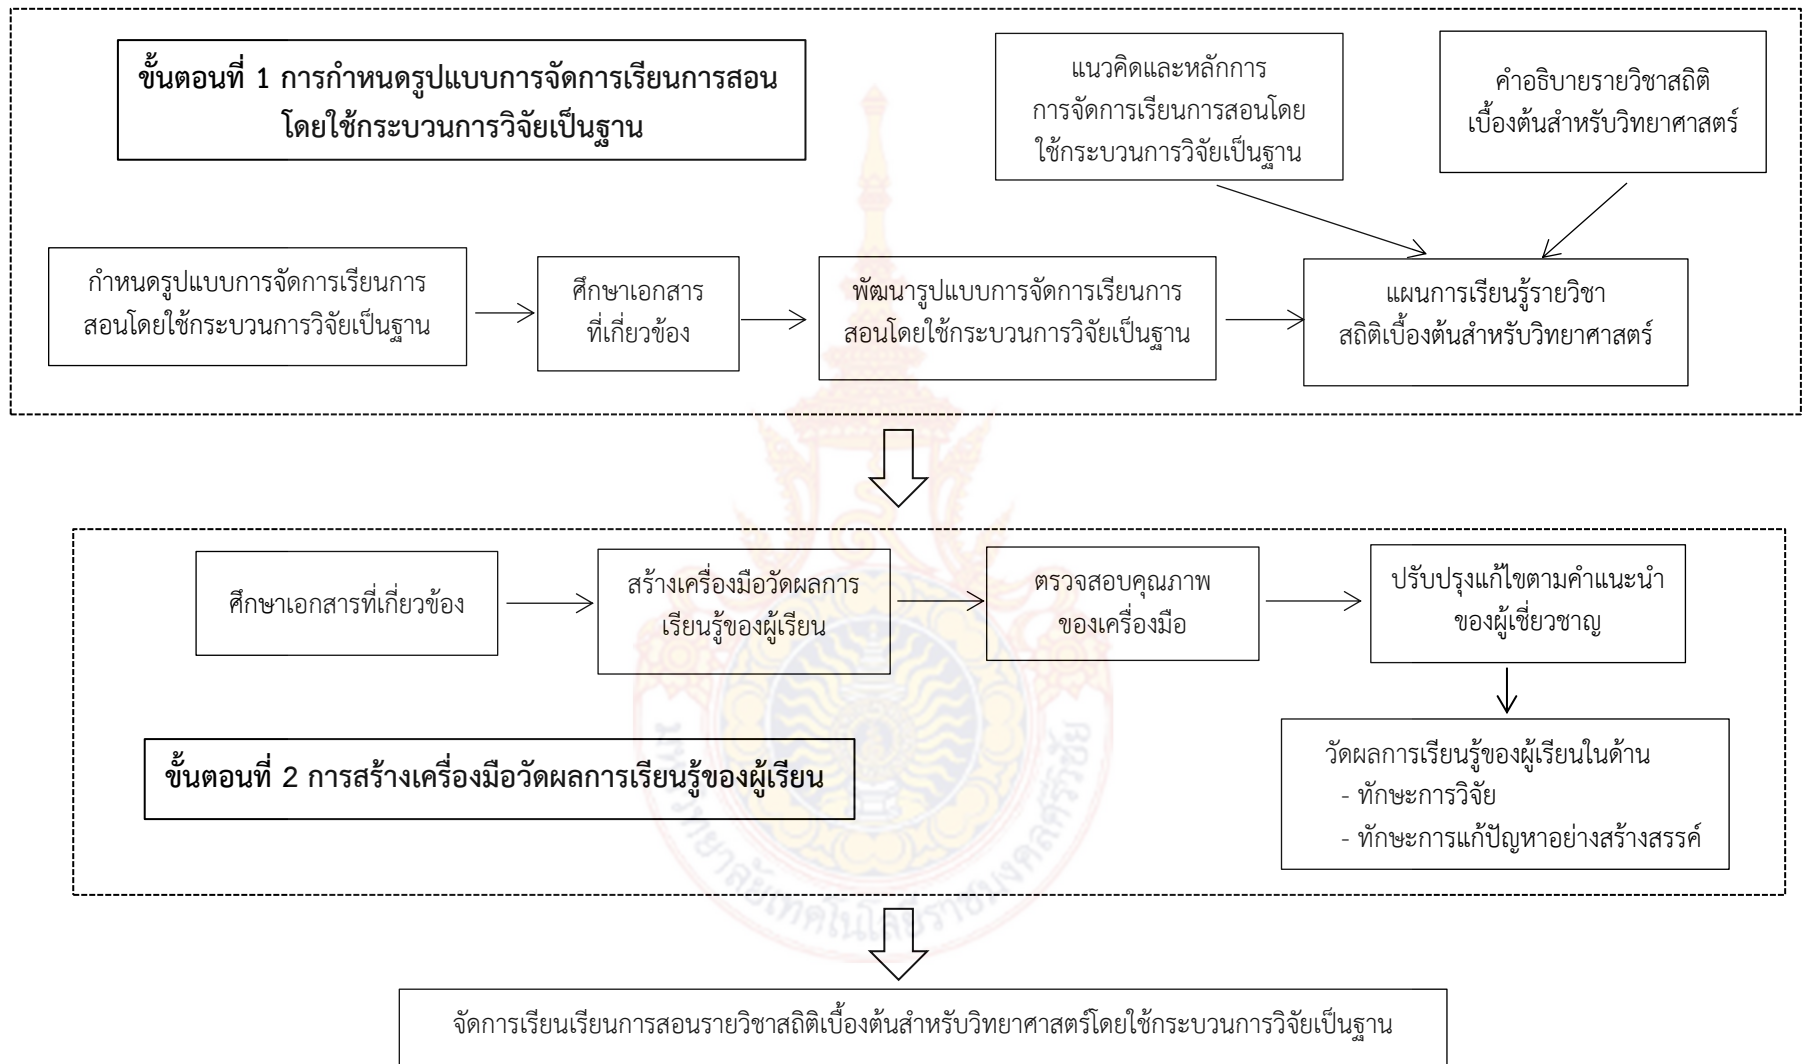 ขั้นตอนที่ 1 การกำหนดรูปแบบการจัดการเรียนการสอน
โดยใช้กระบวนการวิจัยเป็นฐาน
แนวคิดและหลักการ
การจัดการเรียนการสอนโดย
ใช้กระบวนการวิจัยเป็นฐาน
คำอธิบายรายวิชาสถิติ
เบื้องต้นสำหรับวิทยาศาสตร์
กำหนดรูปแบบการจัดการเรียนการ
สอนโดยใช้กระบวนการวิจัยเป็นฐาน
ศึกษาเอกสาร
ที่เกี่ยวข้อง
พัฒนารูปแบบการจัดการเรียนการ
สอนโดยใช้กระบวนการวิจัยเป็นฐาน
แผนการเรียนรู้รายวิชา
สถิติเบื้องต้นสำหรับวิทยาศาสตร์
ศึกษาเอกสารที่เกี่ยวข้อง
สร้างเครื่องมือวัดผลการ
เรียนรู้ของผู้เรียน
ตรวจสอบคุณภาพ
ของเครื่องมือ
ปรับปรุงแก้ไขตามคำแนะนำ
ของผู้เชี่ยวชาญ
ขั้นตอนที่ 2 การสร้างเครื่องมือวัดผลการเรียนรู้ของผู้เรียน
วัดผลการเรียนรู้ของผู้เรียนในด้าน
- ทักษะการวิจัย
- ทักษะการแก้ปัญหาอย่างสร้างสรรค์
มหาวิทยาลัยเทคโนโลยีราชมงคลศรีวิชัย
จัดการเรียนเรียนการสอนรายวิชาสถิติเบื้องต้นสำหรับวิทยาศาสตร์โดยใช้กระบวนการวิจัยเป็นฐาน